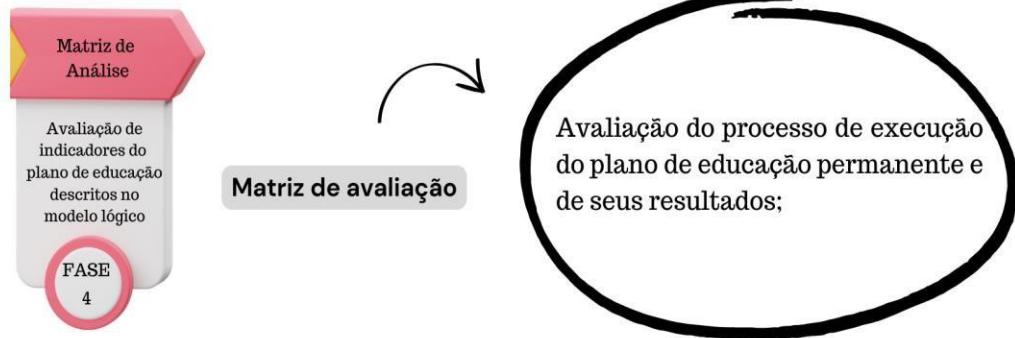 Matriz de
Análise
Avaliação de
indicadores do
plano de educação
descritos no
modelo lógico
FASE
4
Matriz de avaliação
Avaliação do processo de execução
do plano de educação permanente e
de seus resultados;